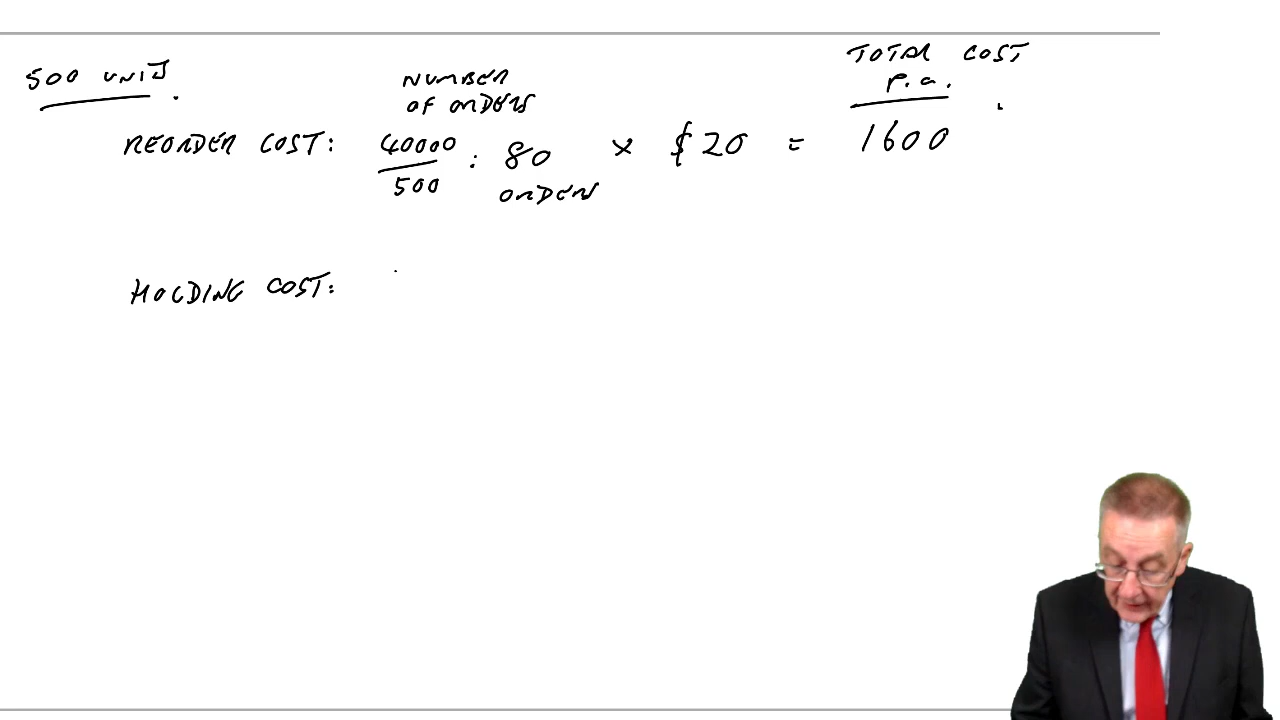 500 UNITS.
NUMBER
OF ORDERS
TOTAL COST
p.a.
REORDER COST: 40000/500 : 80 ORDERS × $20 = 1600
HOLDING COST: